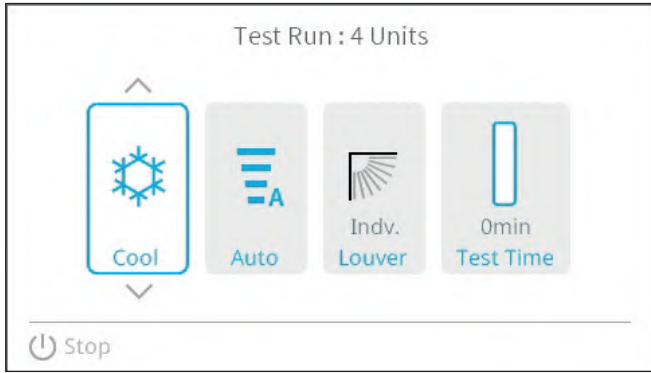 Test Run : 4 Units
A
Indv.
0min
Cool
Auto
Louver
Test Time
Stop